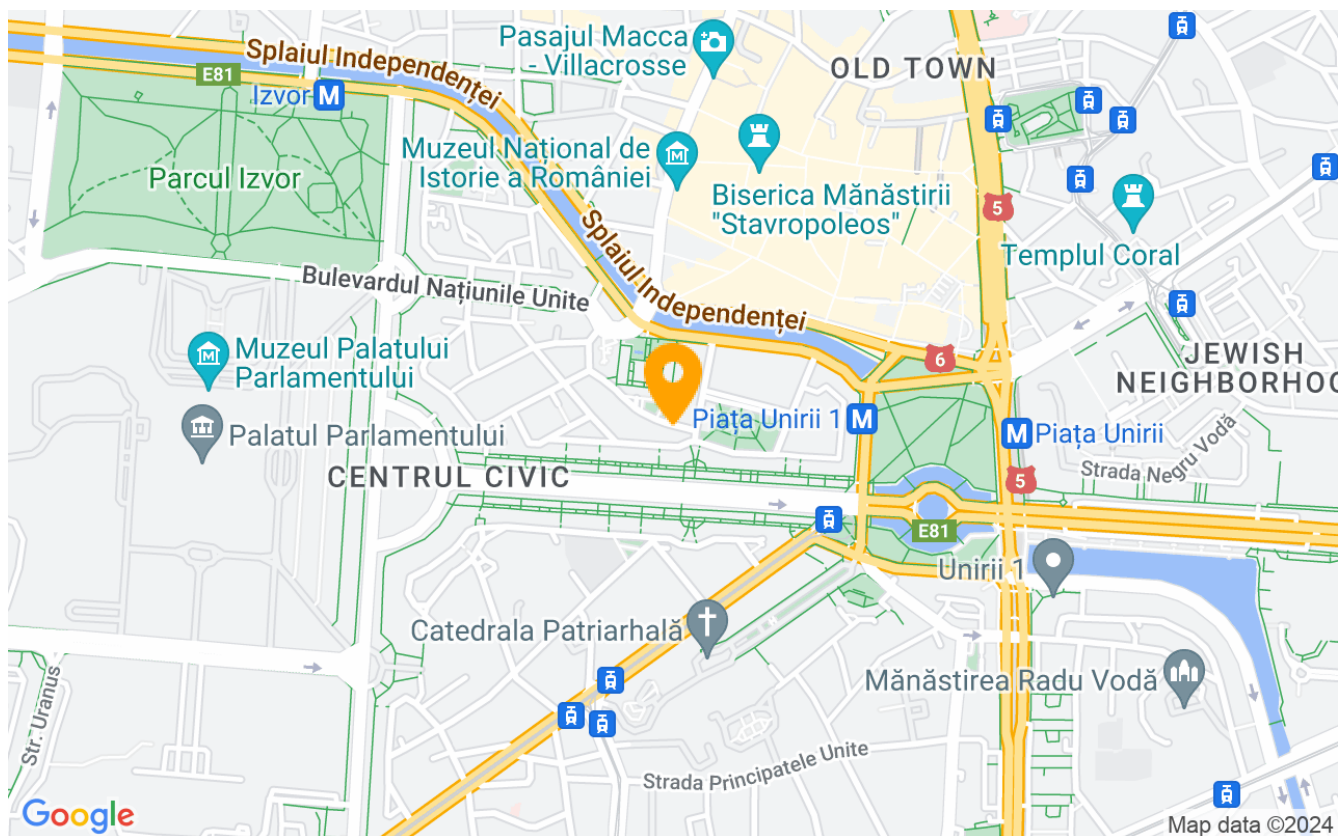 Splaiul Independenței
E81
Izvor M
Parcul Izvor
Pasajul Macca
- Villacrosse
OLD TOWN
Muzeul Național de
Istorie a României
Biserica Mănăstirii
"Stavropoleos"
5
Templul Coral
Bulevardul Națiunile Unite
Splaiul Independenței
6
JEWISH
NEIGHBORHOO
Muzeul Palatului
Parlamentului
Palatul Parlamentului
Piața Unirii 1 M
M Piața Unirii
Strada Negru Vodă
CENTRUL CIVIC
5
E81
Unirii 1
Catedrala Patriarhală
Mănăstirea Radu Vodă
Str. Uranus
Strada Principatele Unite
Google
Map data ©2024